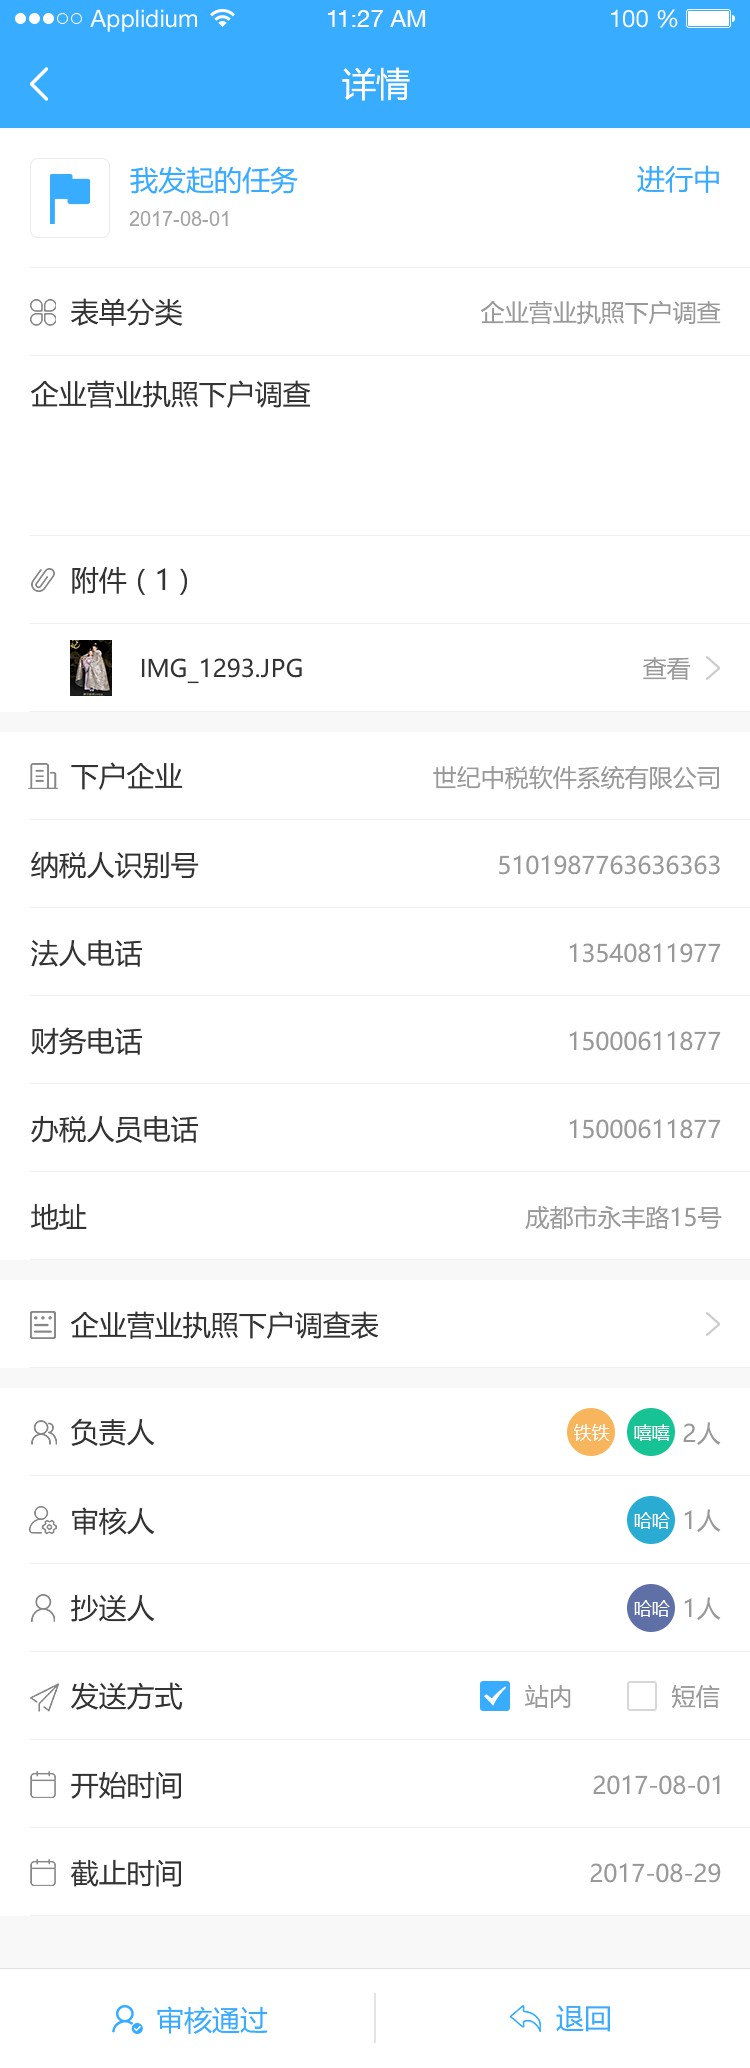 Applidium 11:27 AM 100 %
详情
我发起的任务 进行中
2017-08-01
表单分类 企业营业执照下户调查
企业营业执照下户调查
附件（1）
IMG_1293.JPG 查看
下户企业 世纪中税软件系统有限公司
纳税人识别号 5101987763636363
法人电话 13540811977
财务电话 15000611877
办税人员电话 15000611877
地址 成都市永丰路15号
企业营业执照下户调查表
负责人 铁铁 嘻嘻 2人
审核人 哈哈 1人
抄送人 哈哈 1人
发送方式 站内 短信
开始时间 2017-08-01
截止时间 2017-08-29
审核通过 退回